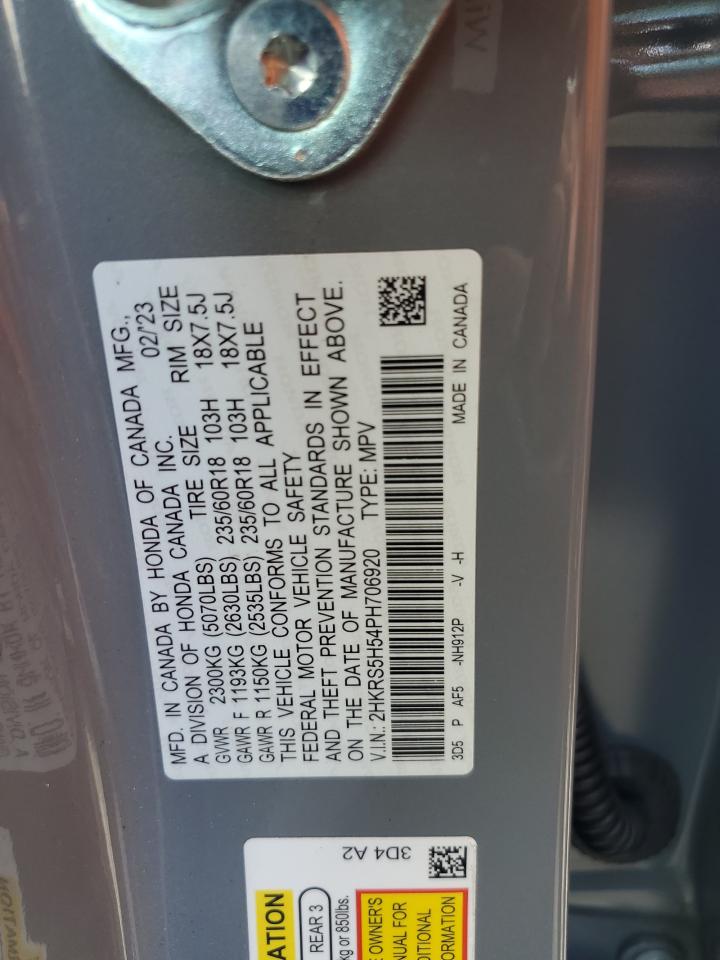 MFD. IN CANADA BY HONDA OF CANADA MFG.,
A DIVISION OF HONDA CANADA INC. 02/'23
GVWR 2300KG (5070LBS) TIRE SIZE RIM SIZE
GAWR F 1193KG (2630LBS) 235/60R18 103H 18X7.5J
GAWR R 1150KG (2535LBS) 235/60R18 103H 18X7.5J
THIS VEHICLE CONFORMS TO ALL APPLICABLE
FEDERAL MOTOR VEHICLE SAFETY
AND THEFT PREVENTION STANDARDS IN EFFECT
ON THE DATE OF MANUFACTURE SHOWN ABOVE.
V.I.N.: 2HKRS5H54PH706920 TYPE: MPV
3D5 P AF5 -NH912P -V -H MADE IN CANADA
3D4 A2
ATION
REAR 3
kg or 850lbs.
E OWNER'S
NUAL FOR
DITIONAL
ORMATION